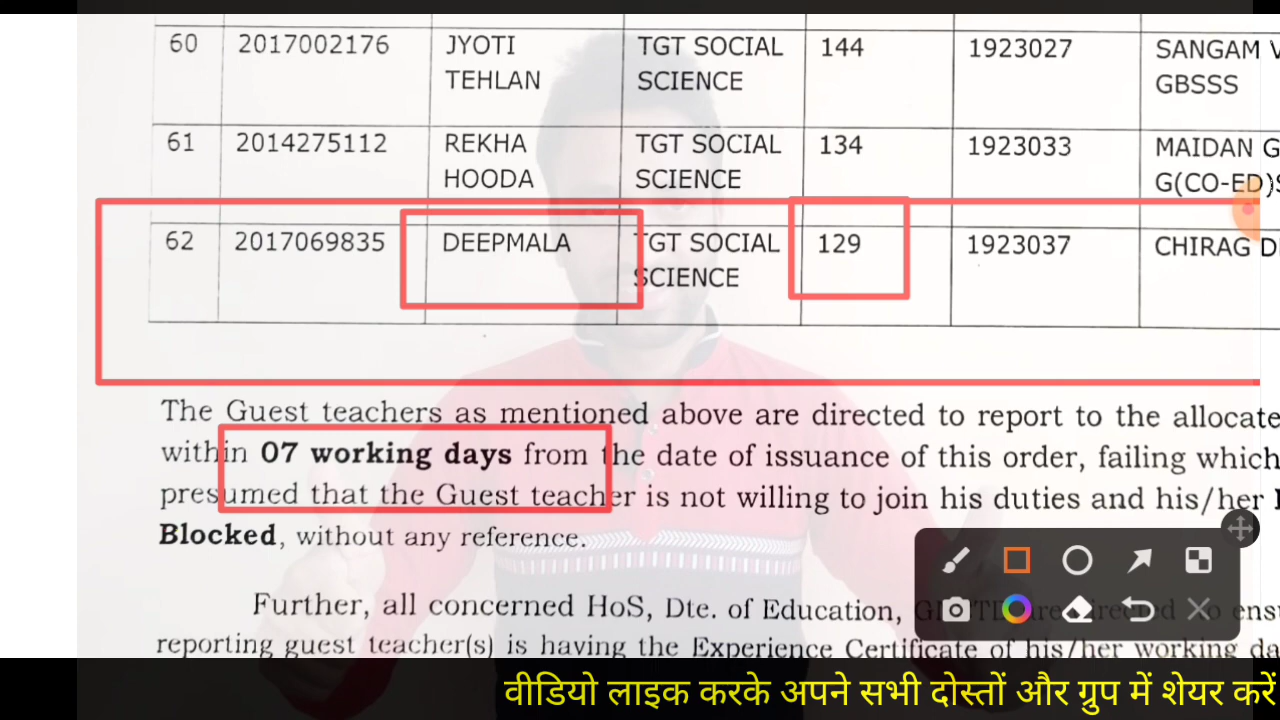 60 2017002176 JYOTI TGT SOCIAL 144 1923027 SANGAM V
TEHLAN SCIENCE GBSSS
61 2014275112 REKHA TGT SOCIAL 134 1923033 MAIDAN G
HOODA SCIENCE G(CO-ED)S
62 2017069835 DEEPMALA TGT SOCIAL 129 1923037 CHIRAG D
SCIENCE
The Guest teachers as mentioned above are directed to report to the allocate
within 07 working days from the date of issuance of this order, failing which
presumed that the Guest teacher is not willing to join his duties and his/her
Blocked, without any reference.
Further, all concerned HoS, Dte. of Education, are directed to ens
reporting guest teacher(s) is having the Experience Certificate of his/her working da
वीडियो लाइक करके अपने सभी दोस्तों और ग्रुप में शेयर करें